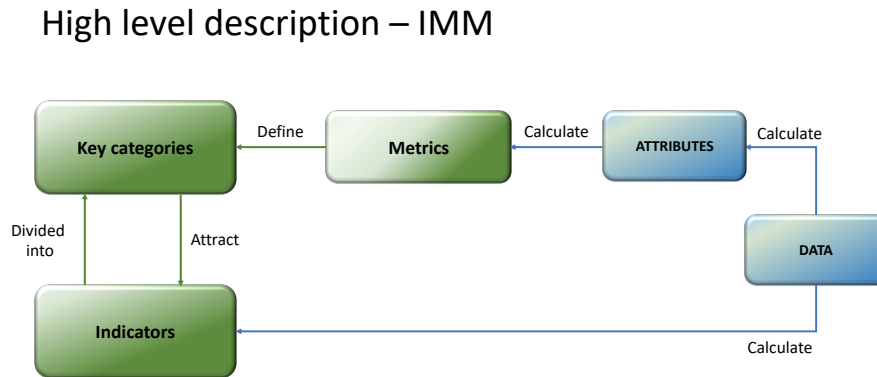 High level description – IMM
Key categories
Define
Metrics
Calculate
ATTRIBUTES
Calculate
Divided
into
Attract
DATA
Indicators
Calculate